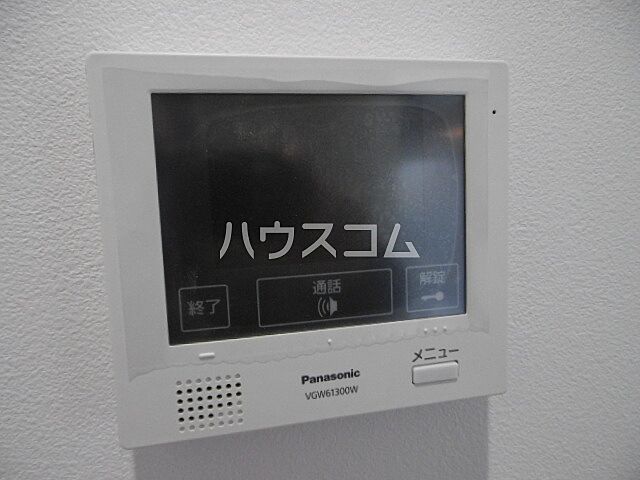 ハウスコム
終了
通話
解錠
メニュー
Panasonic
VGW61300W